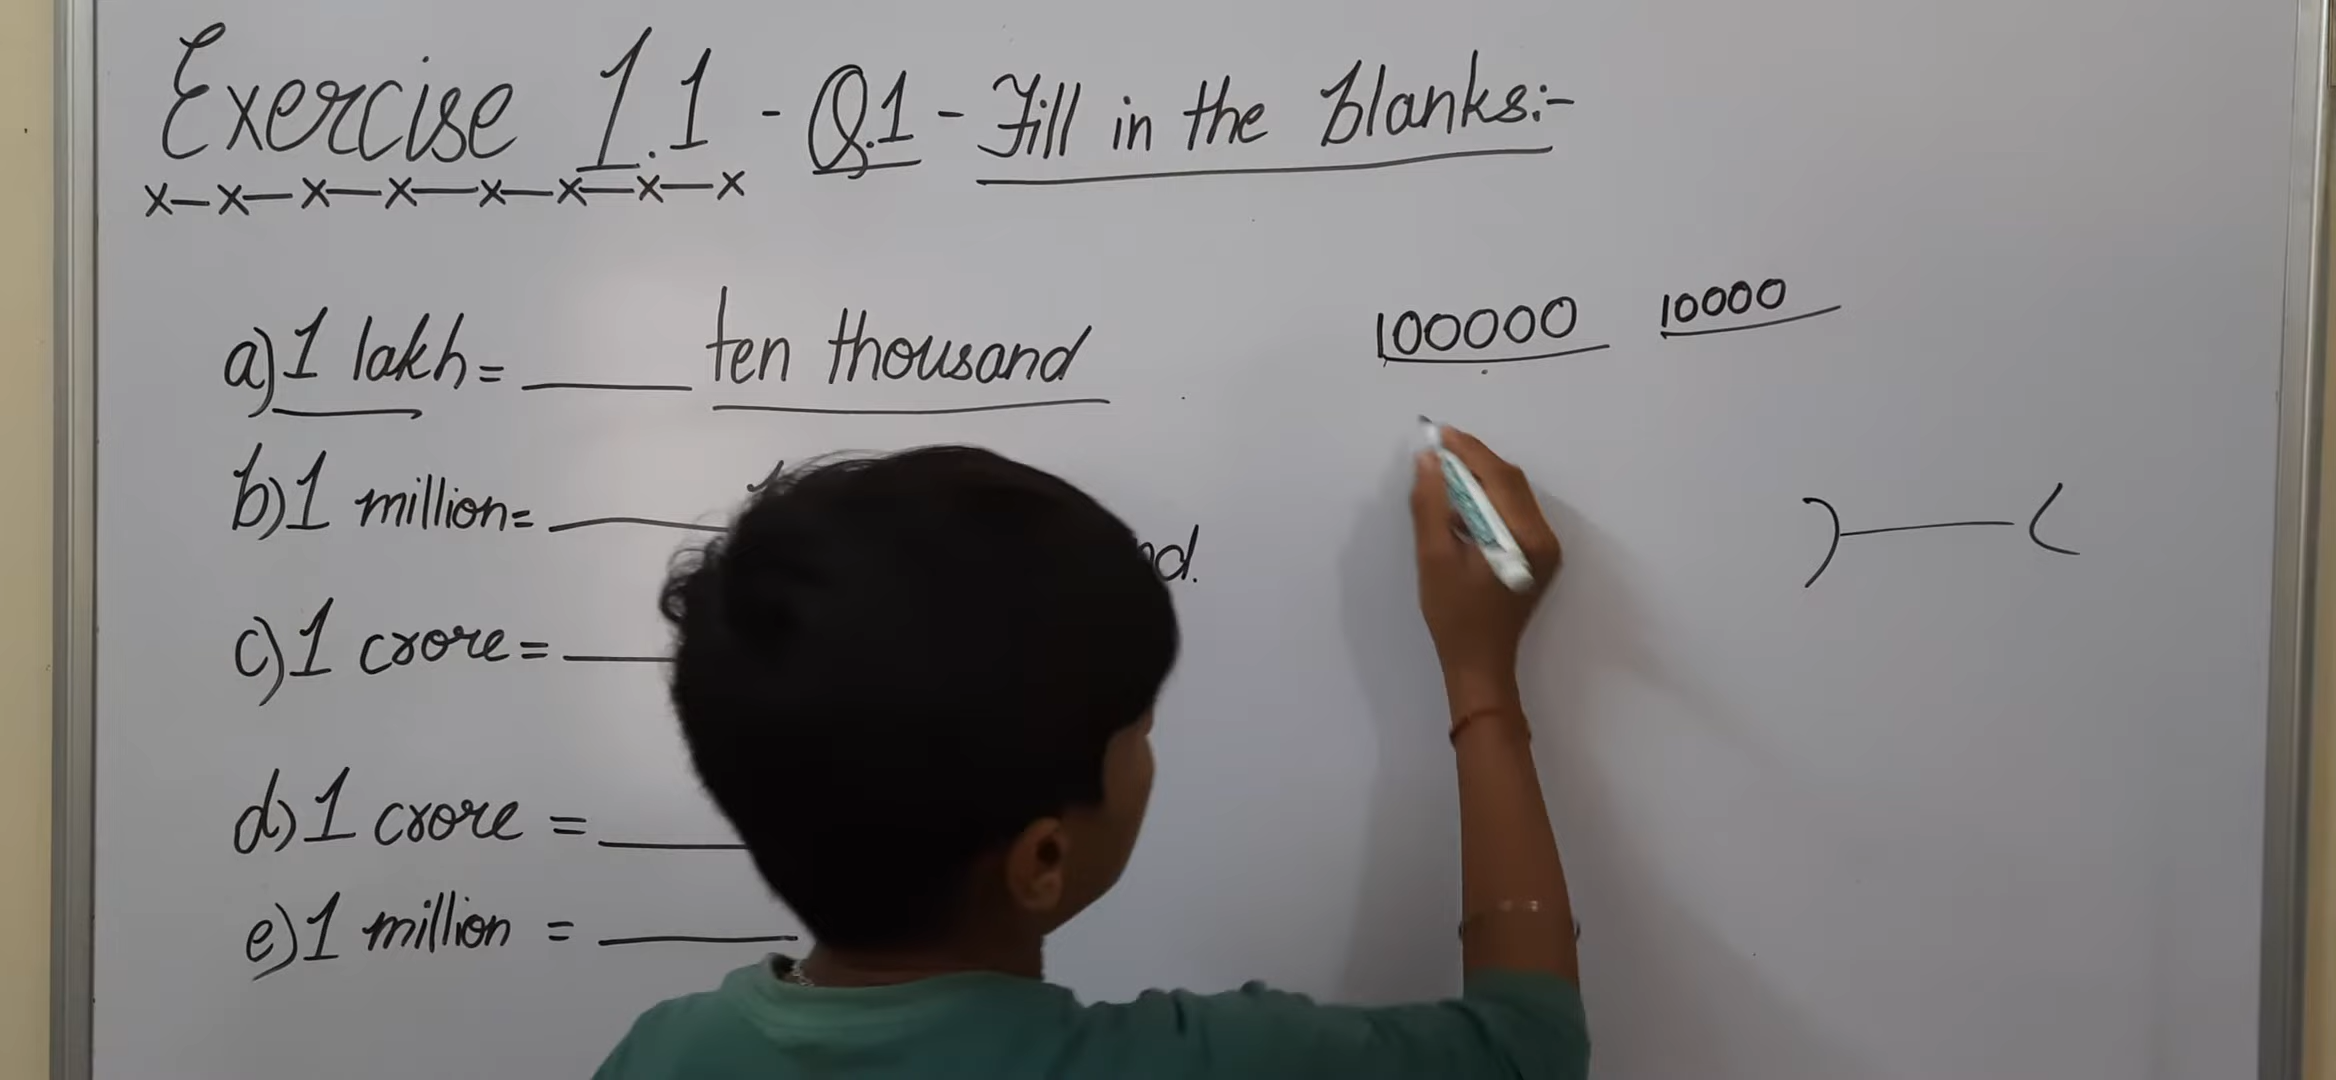 Exercise 1.1 - Q.1 - Fill in the blanks:-
x—x—x—x—x—x—x—x
a) 1 lakh = ____ ten thousand
100000 10000
b) 1 million = ____
c) 1 crore = ____
d) 1 crore = ____
e) 1 million = ____